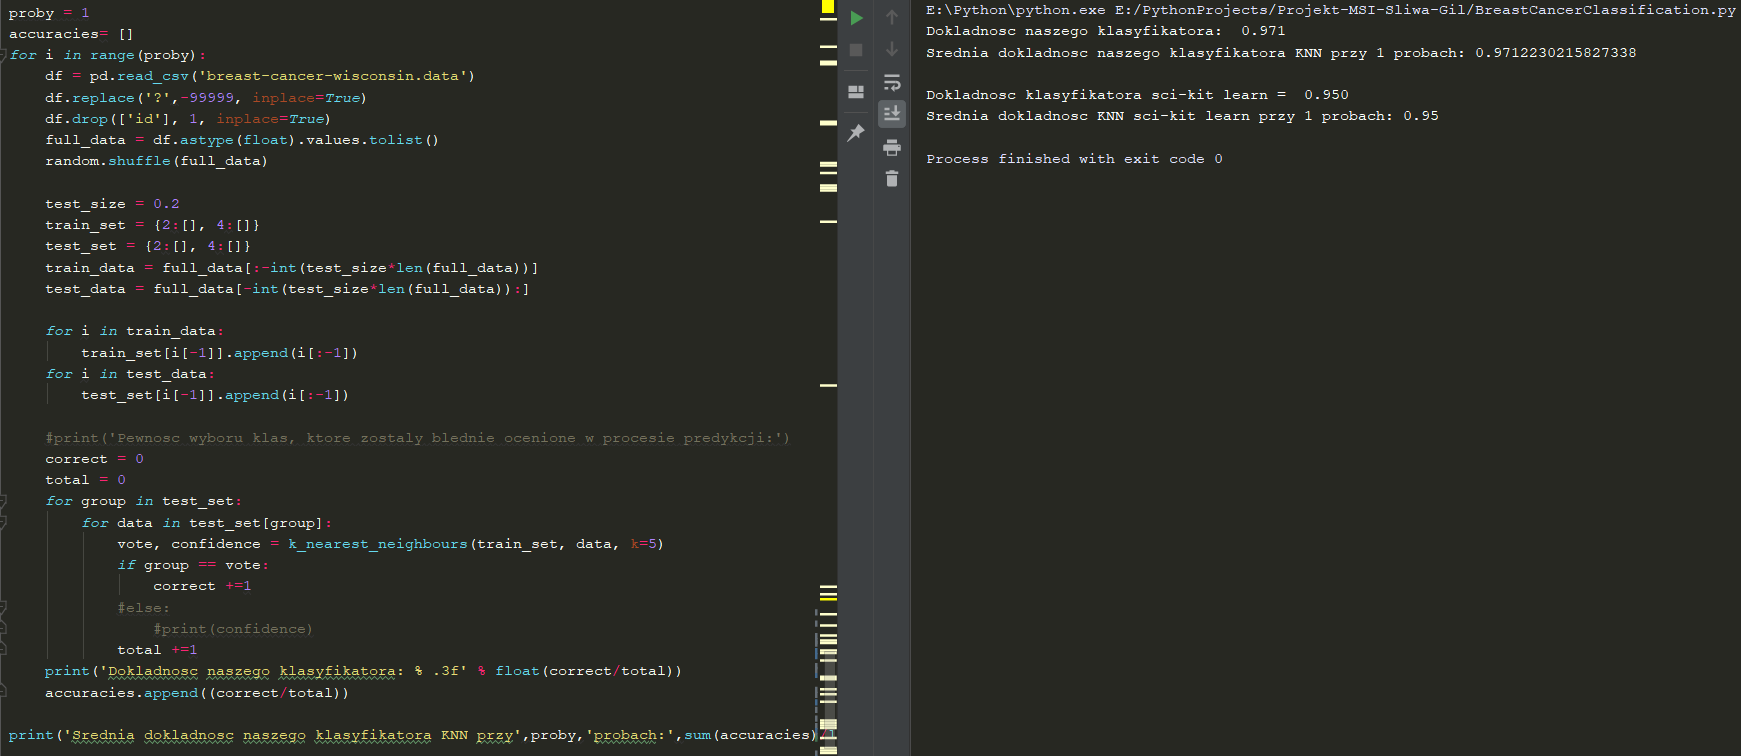 proby = 1
accuracies= []
for i in range(proby):
    df = pd.read_csv('breast-cancer-wisconsin.data')
    df.replace('?',-99999, inplace=True)
    df.drop(['id'], 1, inplace=True)
    full_data = df.astype(float).values.tolist()
    random.shuffle(full_data)
    test_size = 0.2
    train_set = {2:[], 4:[]}
    test_set = {2:[], 4:[]}
    train_data = full_data[:-int(test_size*len(full_data))]
    test_data = full_data[-int(test_size*len(full_data)):]
    for i in train_data:
        train_set[i[-1]].append(i[:-1])
    for i in test_data:
        test_set[i[-1]].append(i[:-1])
    #print('Pewnosc wyboru klas, ktore zostaly blednie ocenione w procesie predykcji:')
    correct = 0
    total = 0
    for group in test_set:
        for data in test_set[group]:
            vote, confidence = k_nearest_neighbours(train_set, data, k=5)
            if group == vote:
                correct +=1
            #else:
                #print(confidence)
            total +=1
    print('Dokladnosc naszego klasyfikatora: % .3f' % float(correct/total))
    accuracies.append((correct/total))
print('Srednia dokladnosc naszego klasyfikatora KNN przy',proby,'probach:',sum(accuracies)
E:\Python\python.exe E:/PythonProjects/Projekt-MSI-Sliwa-Gil/BreastCancerClassification.py
Dokladnosc naszego klasyfikatora:  0.971
Srednia dokladnosc naszego klasyfikatora KNN przy 1 probach: 0.9712230215827338
Dokladnosc klasyfikatora sci-kit learn =  0.950
Srednia dokladnosc KNN sci-kit learn przy 1 probach: 0.95
Process finished with exit code 0